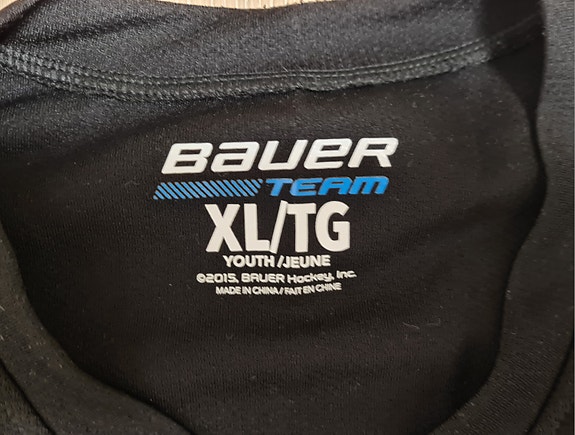 BAUER
TEAM
XL/TG
YOUTH/JEUNE
©2015, BAUER Hockey, Inc.
MADE IN CHINA / FAIT EN CHINE